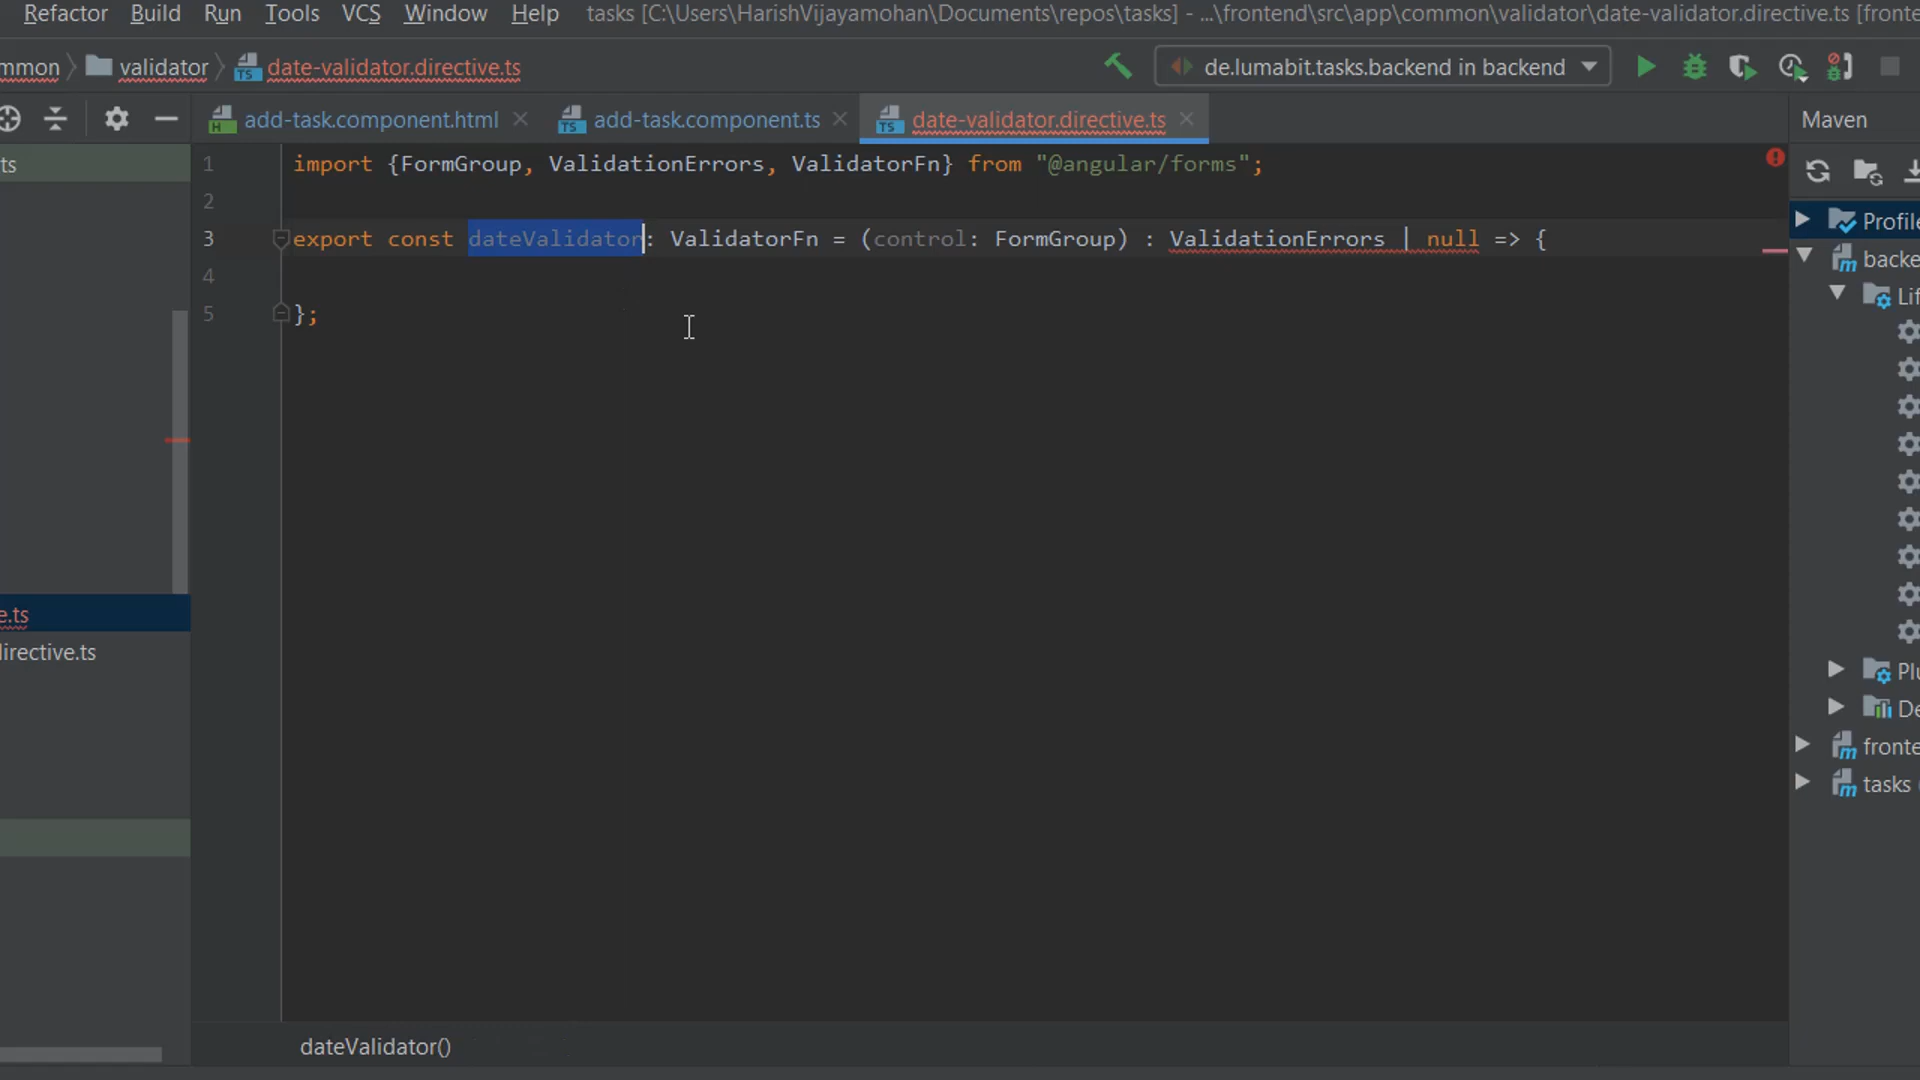 Refactor Build Run Tools VCS Window Help tasks [C:\Users\HarishVijayamohan\Documents\repos\tasks] - ...\frontend\src\app\common\validator\date-validator.directive.ts [fronte
mmon validator date-validator.directive.ts de.lumabit.tasks.backend in backend
add-task.component.html add-task.component.ts date-validator.directive.ts Maven
ts
1 import {FormGroup, ValidationErrors, ValidatorFn} from "@angular/forms";
2
3 export const dateValidator: ValidatorFn = (control: FormGroup) : ValidationErrors | null => {
4
5 };
e.ts
irective.ts
Profile
backe
Lif
Plu
De
fronte
tasks
dateValidator()